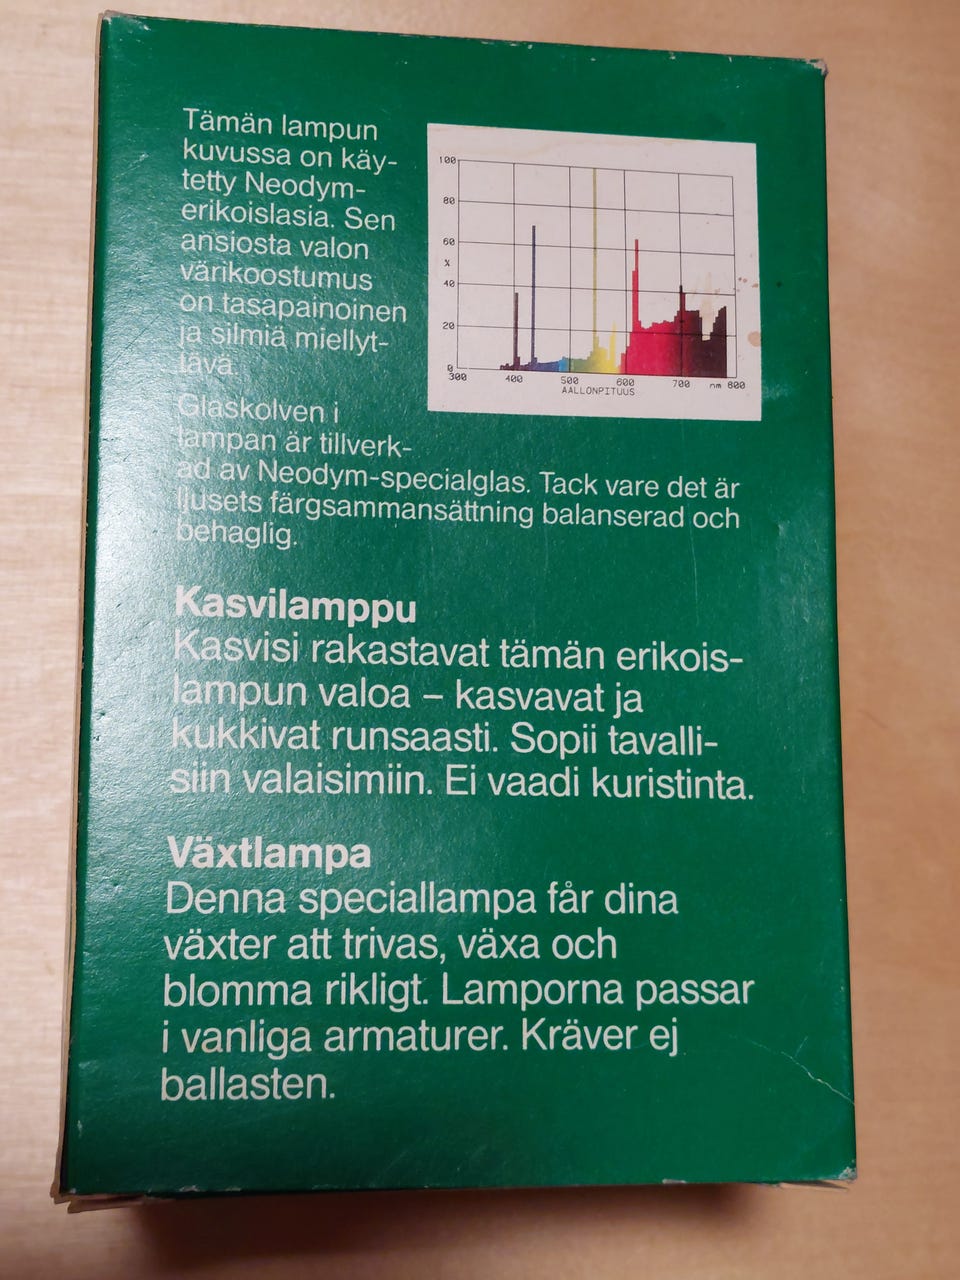 Tämän lampun
kuvussa on käy-
tetty Neodym-
erikoislasia. Sen
ansiosta valon
värikoostumus
on tasapainoinen
ja silmiä miellyt-
tävä.
100
80
60
%
40
20
0
300 400 500 600 700 nm 800
AALLONPITUUS
Glaskolven i
lampan är tillverk-
ad av Neodym-specialglas. Tack vare det är
ljusets färgsammansättning balanserad och
behaglig.
Kasvilamppu
Kasvisi rakastavat tämän erikois-
lampun valoa – kasvavat ja
kukkivat runsaasti. Sopii tavalli-
siin valaisimiin. Ei vaadi kuristinta.
Växtlampa
Denna speciallampa får dina
växter att trivas, växa och
blomma rikligt. Lamporna passar
i vanliga armaturer. Kräver ej
ballasten.